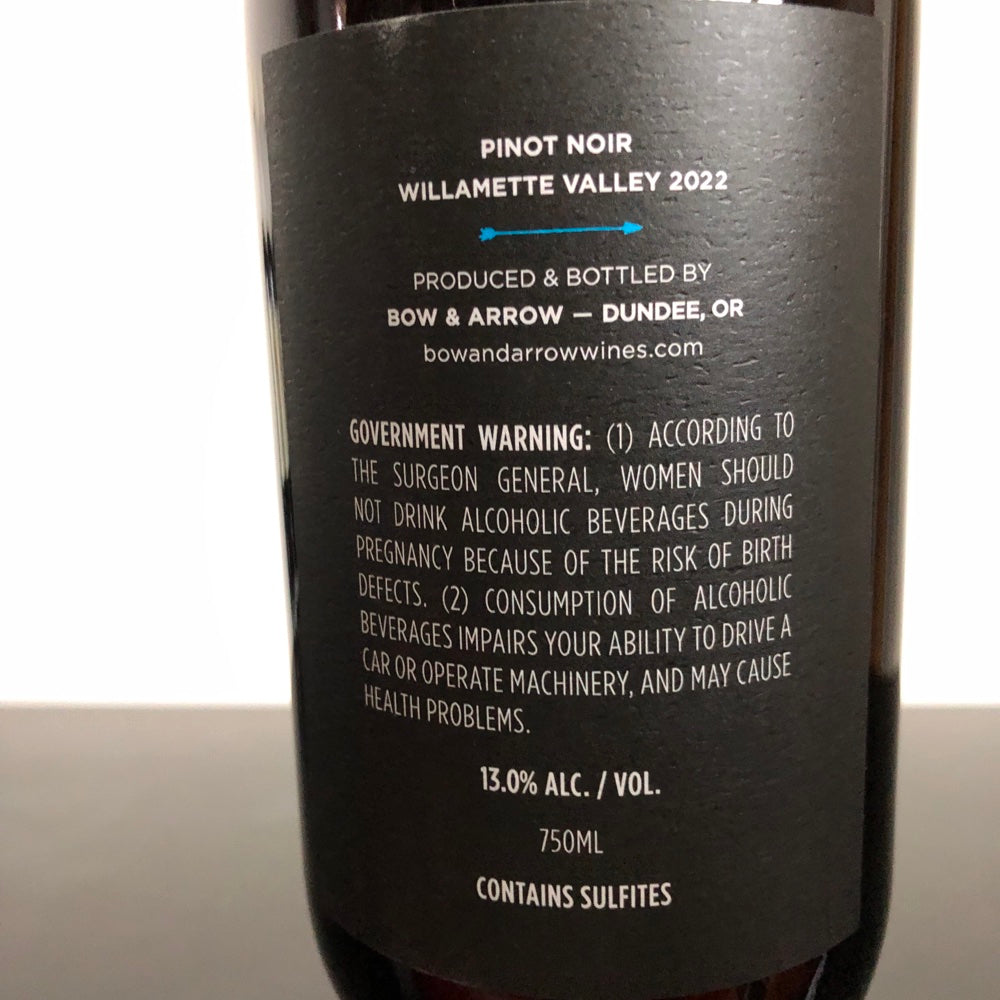 PINOT NOIR
WILLAMETTE VALLEY 2022
PRODUCED & BOTTLED BY
BOW & ARROW — DUNDEE, OR
bowandarrowwines.com
GOVERNMENT WARNING: (1) ACCORDING TO
THE SURGEON GENERAL, WOMEN SHOULD
NOT DRINK ALCOHOLIC BEVERAGES DURING
PREGNANCY BECAUSE OF THE RISK OF BIRTH
DEFECTS. (2) CONSUMPTION OF ALCOHOLIC
BEVERAGES IMPAIRS YOUR ABILITY TO DRIVE A
CAR OR OPERATE MACHINERY, AND MAY CAUSE
HEALTH PROBLEMS.
13.0% ALC. / VOL.
750ML
CONTAINS SULFITES